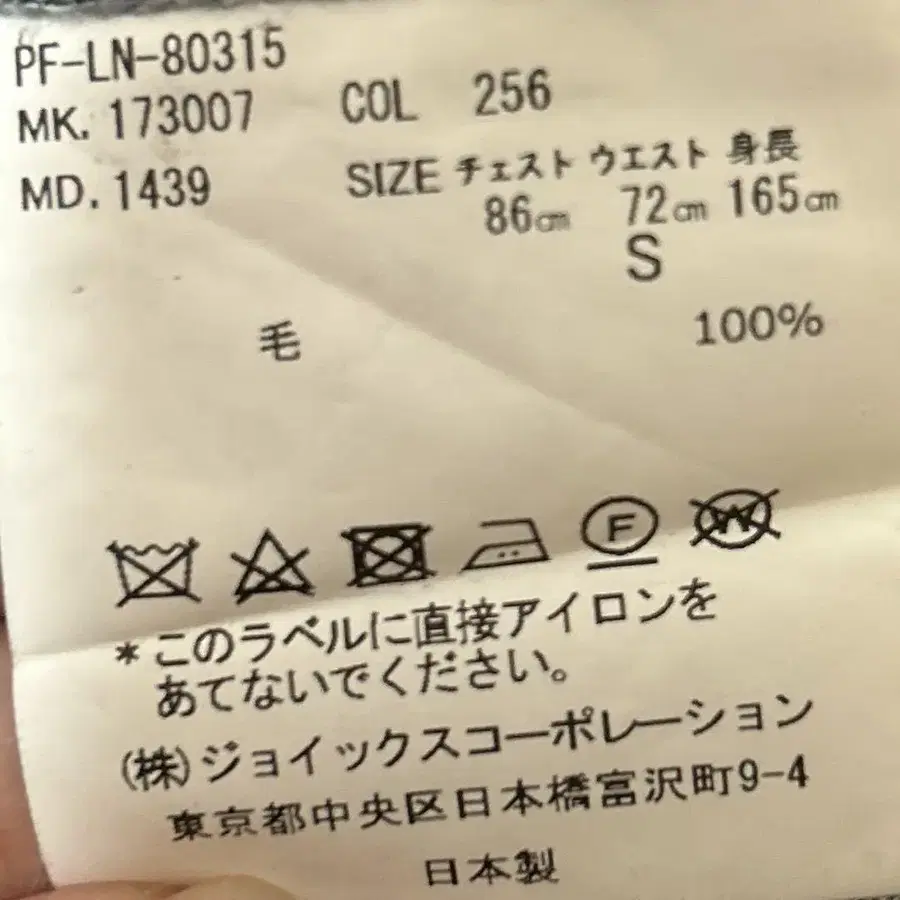 PF-LN-80315
MK. 173007 COL 256
MD. 1439 SIZE チェスト ウエスト 身長
86㎝ 72㎝ 165㎝
S
毛 100%
F W
*このラベルに直接アイロンを
あてないでください。
(株)ジョイックスコーポレーション
東京都中央区日本橋富沢町9-4
日本製